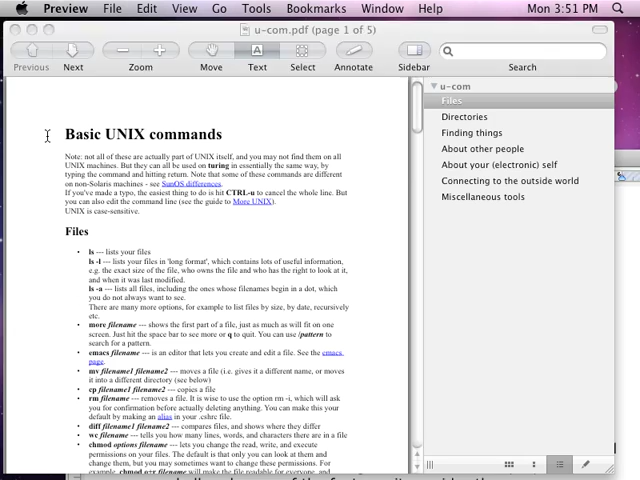 Preview File Edit View Go Tools Bookmarks Window Help Mon 3:51 PM
u-com.pdf (page 1 of 5)
Previous Next Zoom Move Text Select Annotate Sidebar Search
u-com
Files
Directories
Finding things
About other people
About your (electronic) self
Connecting to the outside world
Miscellaneous tools
Basic UNIX commands
Note: not all of these are actually part of UNIX itself, and you may not find them on all
UNIX machines. But they can all be used on turing in essentially the same way, by
typing the command and hitting return. Note that some of these commands are different
on non-Solaris machines - see SunOS differences.
If you've made a typo, the easiest thing to do is hit CTRL-u to cancel the whole line. But
you can also edit the command line (see the guide to More UNIX).
UNIX is case-sensitive.
Files
• ls --- lists your files
ls -l --- lists your files in 'long format', which contains lots of useful information,
e.g. the exact size of the file, who owns the file and who has the right to look at it,
and when it was last modified.
ls -a --- lists all files, including the ones whose filenames begin in a dot, which
you do not always want to see.
There are many more options, for example to list files by size, by date, recursively
etc.
• more filename --- shows the first part of a file, just as much as will fit on one
screen. Just hit the space bar to see more or q to quit. You can use /pattern to
search for a pattern.
• emacs filename --- is an editor that lets you create and edit a file. See the emacs
page.
• mv filename1 filename2 --- moves a file (i.e. gives it a different name, or moves
it into a different directory (see below)
• cp filename1 filename2 --- copies a file
• rm filename --- removes a file. It is wise to use the option rm -i, which will ask
you for confirmation before actually deleting anything. You can make this your
default by making an alias in your .cshrc file.
• diff filename1 filename2 --- compares files, and shows where they differ
• wc filename --- tells you how many lines, words, and characters there are in a file
• chmod options filename --- lets you change the read, write, and execute
permissions on your files. The default is that only you can look at them and
change them, but you may sometimes want to change these permissions. For
example, chmod o+r filename will make the file readable for everyone, and